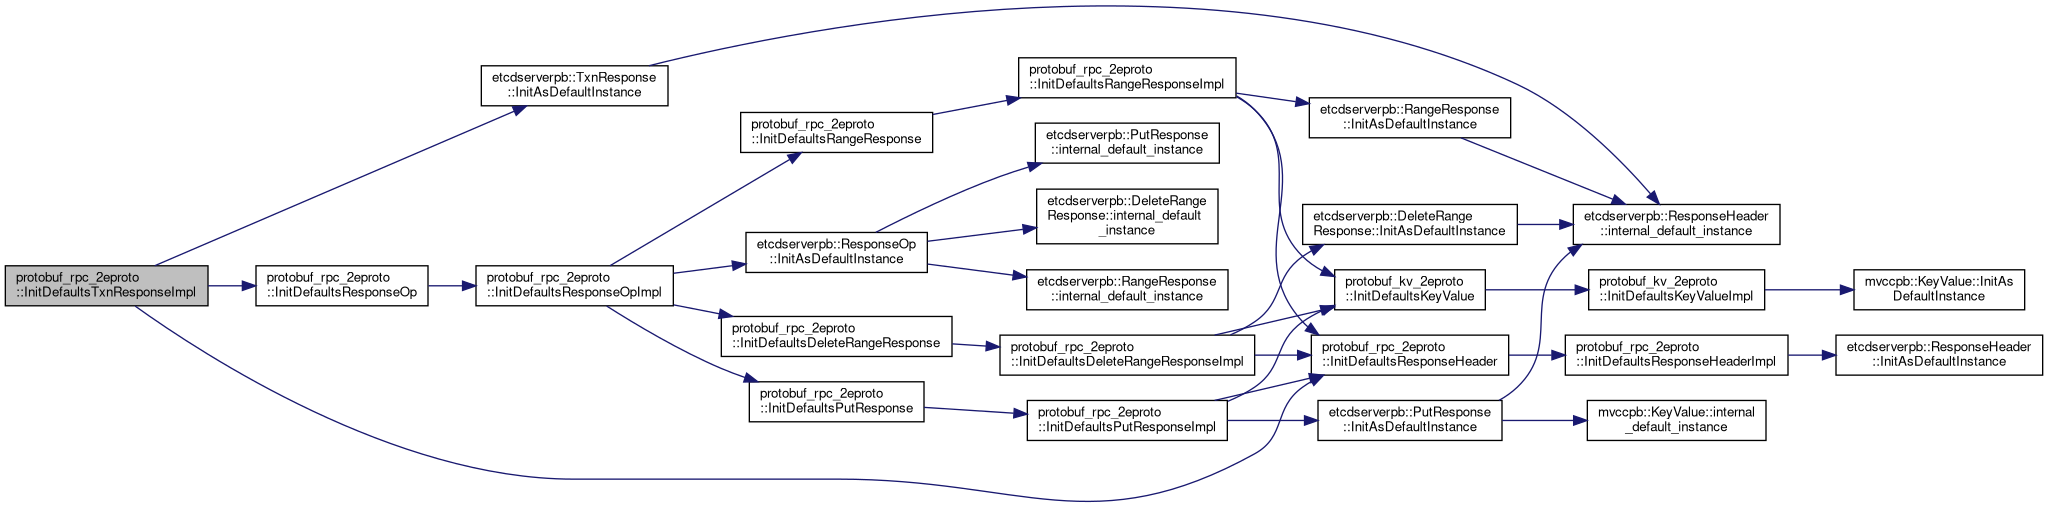 protobuf_rpc_2eproto
::InitDefaultsTxnResponseImpl
etcdserverpb::TxnResponse
::InitAsDefaultInstance
protobuf_rpc_2eproto
::InitDefaultsResponseOp
protobuf_rpc_2eproto
::InitDefaultsResponseOpImpl
protobuf_rpc_2eproto
::InitDefaultsRangeResponse
etcdserverpb::ResponseOp
::InitAsDefaultInstance
protobuf_rpc_2eproto
::InitDefaultsDeleteRangeResponse
protobuf_rpc_2eproto
::InitDefaultsPutResponse
protobuf_rpc_2eproto
::InitDefaultsRangeResponseImpl
etcdserverpb::PutResponse
::internal_default_instance
etcdserverpb::DeleteRange
Response::internal_default
_instance
etcdserverpb::RangeResponse
::internal_default_instance
protobuf_rpc_2eproto
::InitDefaultsDeleteRangeResponseImpl
protobuf_rpc_2eproto
::InitDefaultsPutResponseImpl
etcdserverpb::RangeResponse
::InitAsDefaultInstance
etcdserverpb::DeleteRange
Response::InitAsDefaultInstance
protobuf_kv_2eproto
::InitDefaultsKeyValue
protobuf_rpc_2eproto
::InitDefaultsResponseHeader
etcdserverpb::PutResponse
::InitAsDefaultInstance
etcdserverpb::ResponseHeader
::internal_default_instance
protobuf_kv_2eproto
::InitDefaultsKeyValueImpl
protobuf_rpc_2eproto
::InitDefaultsResponseHeaderImpl
mvccpb::KeyValue::internal
_default_instance
mvccpb::KeyValue::InitAs
DefaultInstance
etcdserverpb::ResponseHeader
::InitAsDefaultInstance